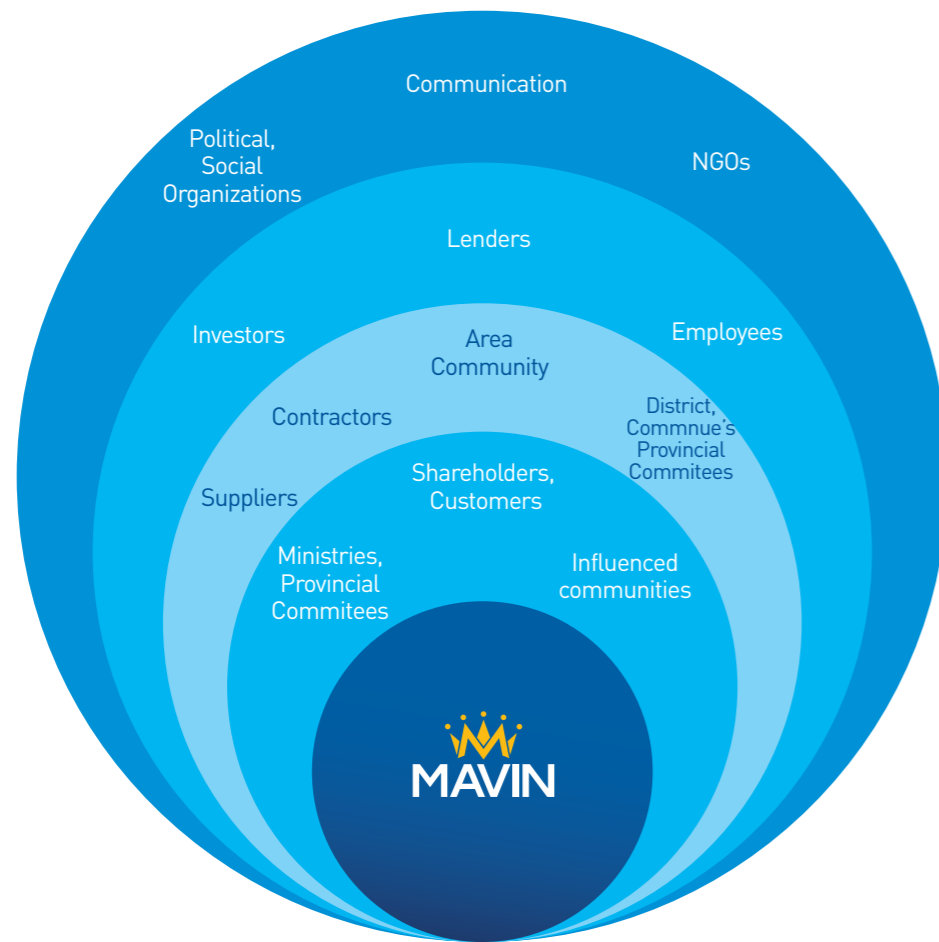 Communication
Political,
Social
Organizations
NGOs
Lenders
Investors
Employees
Area
Community
Contractors
District,
Commnue's
Provincial
Commitees
Suppliers
Shareholders,
Customers
Ministries,
Provincial
Commitees
Influenced
communities
MAVIN